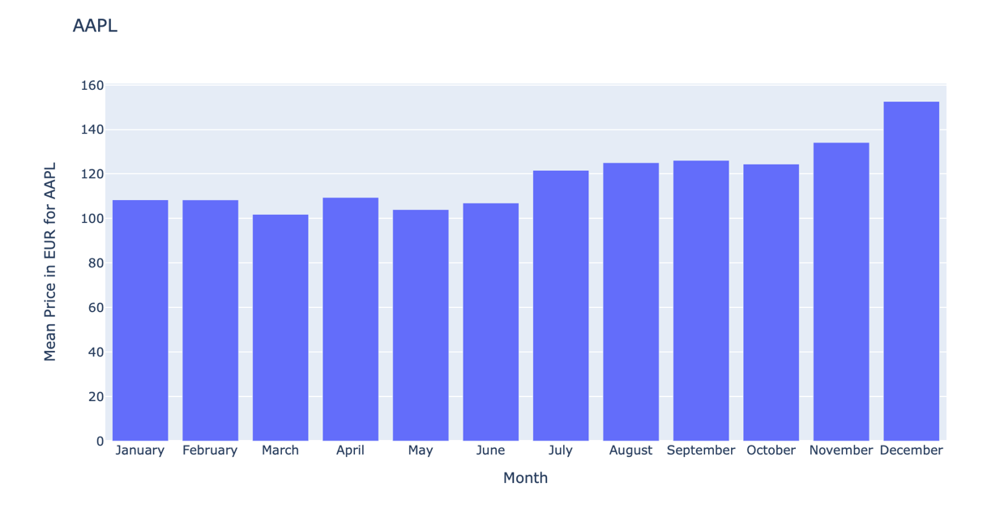 AAPL
160
140
120
100
80
60
40
20
0
Mean Price in EUR for AAPL
January February March April May June July August September October November December
Month